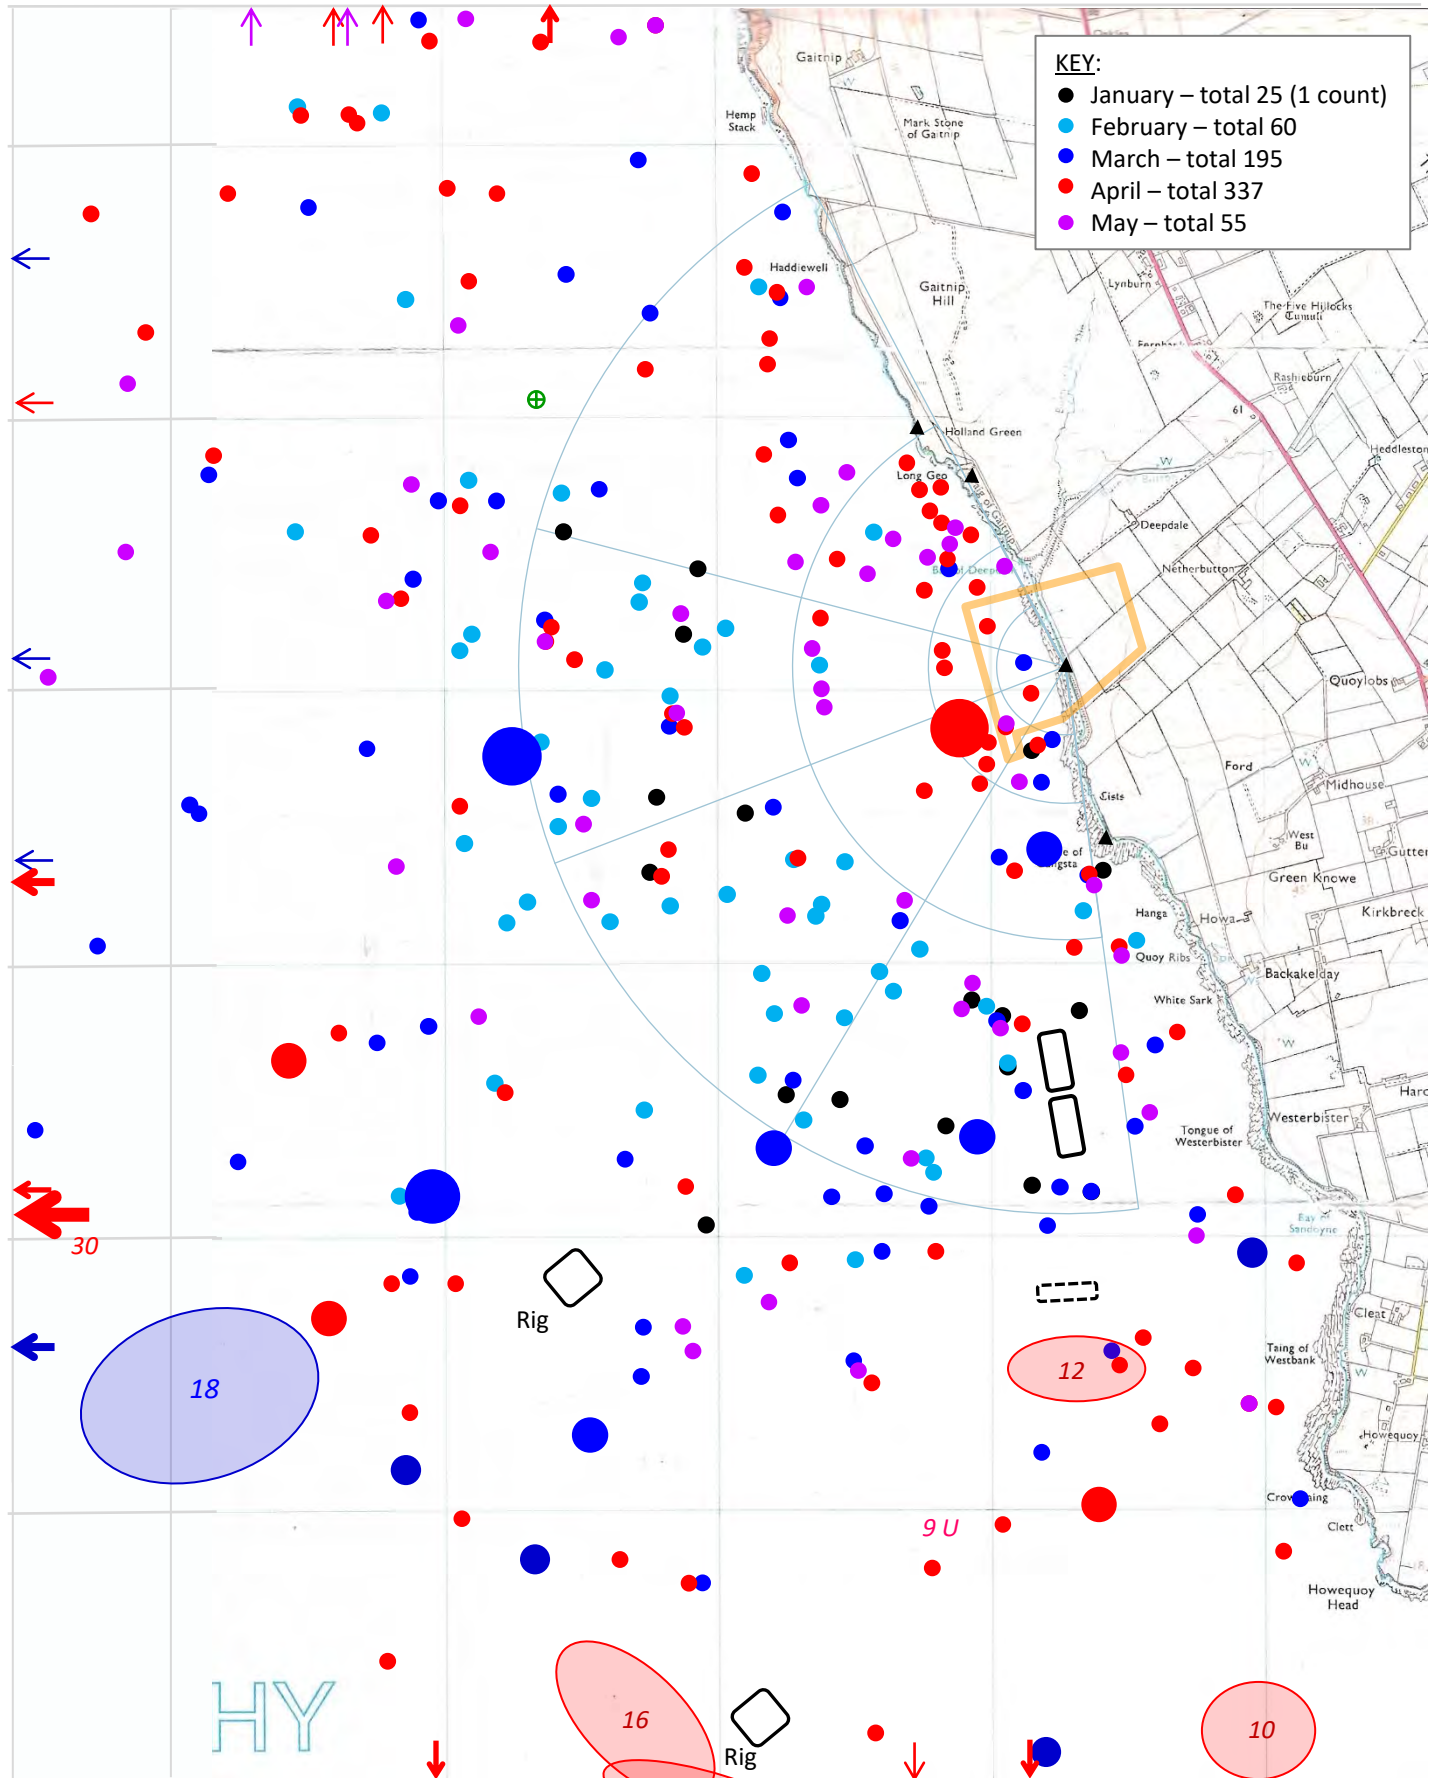 KEY:
January – total 25 (1 count)
February – total 60
March – total 195
April – total 337
May – total 55
Gaitnip
W
Hemp
Stack
Mark Stone
of Gaitnip
Haddiewell
Gaitnip
Hill
Lynburn
The Five Hillocks
Tumuli
Rashieburn
61
Holland Green
Heddleston
Long Geo
W
Deepdale
Netherbutton
Quoylobs
Ford
W
Midhouse
Cists
West
Bu
Gutter
Green Knowe
Hanga
Howa
Kirkbreck
Quoy Ribs
Backakelday
W
White Sark
W
Westerbister
Tongue of
Westerbister
Bay of
Sandoyne
30
Rig
Cleat
Taing of
Westbank
W
12
18
Howequoy
Clett
9 U
Howequoy
Head
HY
16
Rig
10